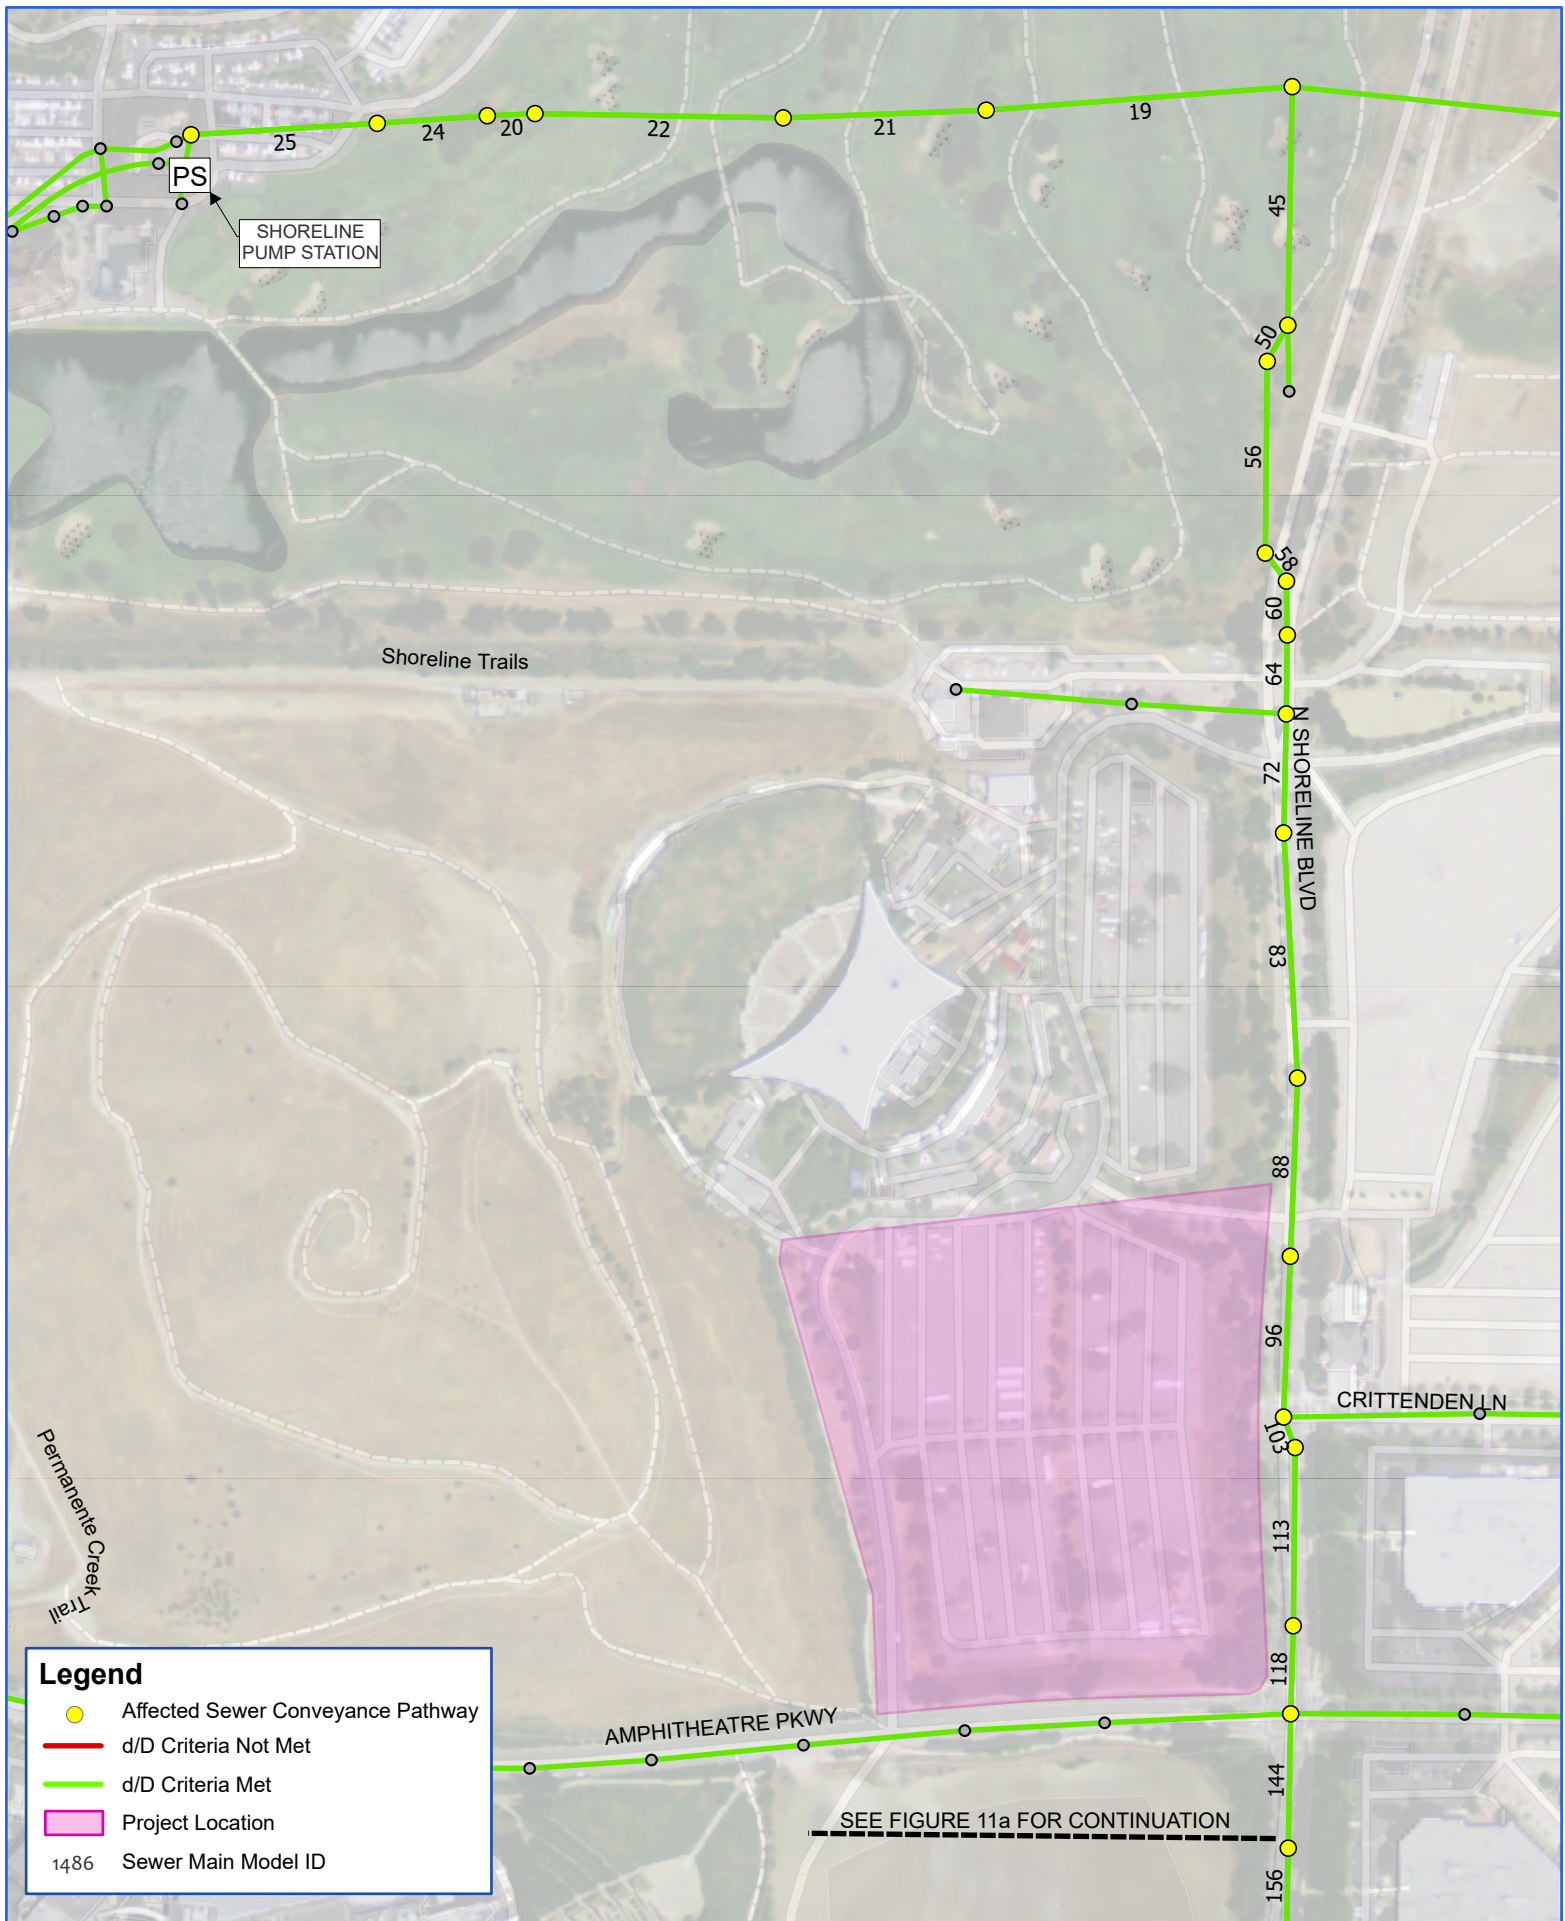 25
24
20
22
21
19
PS
SHORELINE
PUMP STATION
45
50
56
58
60
Shoreline Trails
64
N SHORELINE BLVD
72
83
88
96
CRITTENDEN LN
103
Permanente Creek
Trail
113
118
AMPHITHEATRE PKWY
144
SEE FIGURE 11a FOR CONTINUATION
156
Legend
Affected Sewer Conveyance Pathway
d/D Criteria Not Met
d/D Criteria Met
Project Location
1486 Sewer Main Model ID